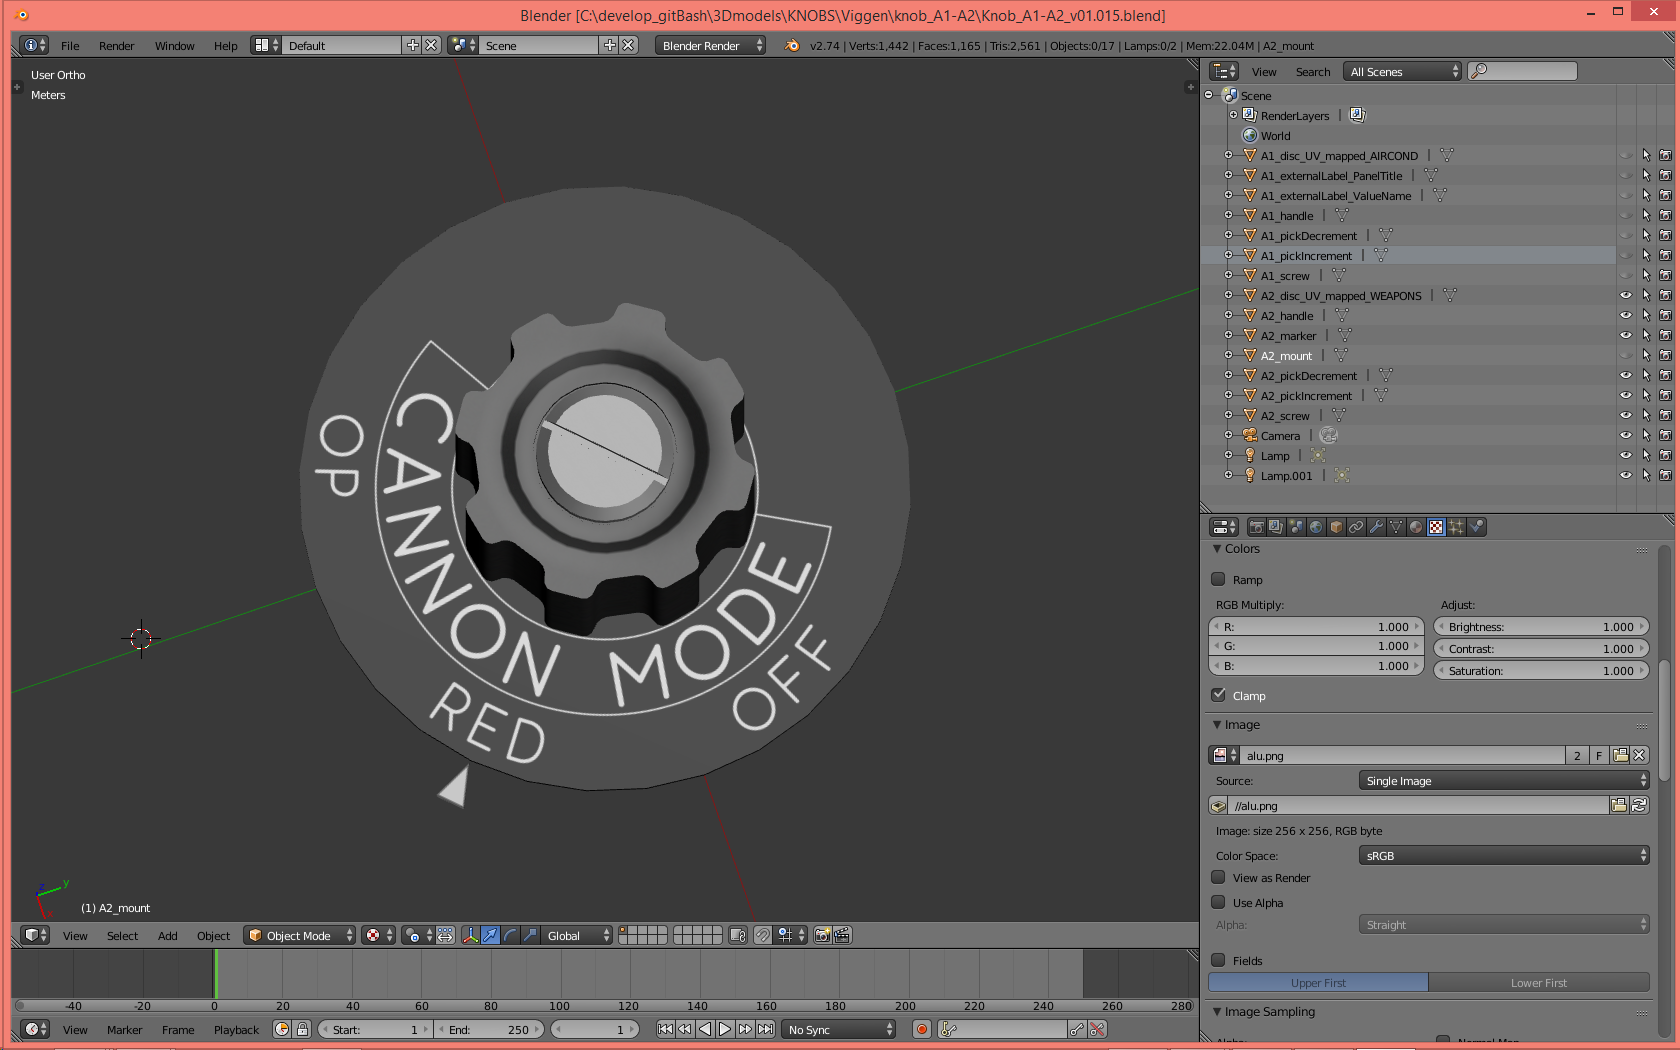 Blender [C:\develop_gitBash\3Dmodels\KNOBS\Viggen\knob_A1-A2\Knob_A1-A2_v01.015.blend]
File Render Window Help Default Scene Blender Render v2.74 | Verts:1,442 | Faces:1,165 | Tris:2,561 | Objects:0/17 | Lamps:0/2 | Mem:22.04M | A2_mount
User Ortho
Meters
OP
CANNON MODE
RED
OFF
z y
(1) A2_mount
View Select Add Object Object Mode Global
-40 -20 0 20 40 60 80 100 120 140 160 180 200 220 240 260 280
View Marker Frame Playback Start: 1 End: 250 1 No Sync
View Search All Scenes
Scene
RenderLayers
World
A1_disc_UV_mapped_AIRCOND
A1_externalLabel_PanelTitle
A1_externalLabel_ValueName
A1_handle
A1_pickDecrement
A1_pickIncrement
A1_screw
A2_disc_UV_mapped_WEAPONS
A2_handle
A2_marker
A2_mount
A2_pickDecrement
A2_pickIncrement
A2_screw
Camera
Lamp
Lamp.001
Colors
Ramp
RGB Multiply: Adjust:
R: 1.000 Brightness: 1.000
G: 1.000 Contrast: 1.000
B: 1.000 Saturation: 1.000
Clamp
Image
alu.png 2 F
Source: Single Image
//alu.png
Image: size 256 x 256, RGB byte
Color Space: sRGB
View as Render
Use Alpha
Alpha: Straight
Fields
Upper First Lower First
Image Sampling